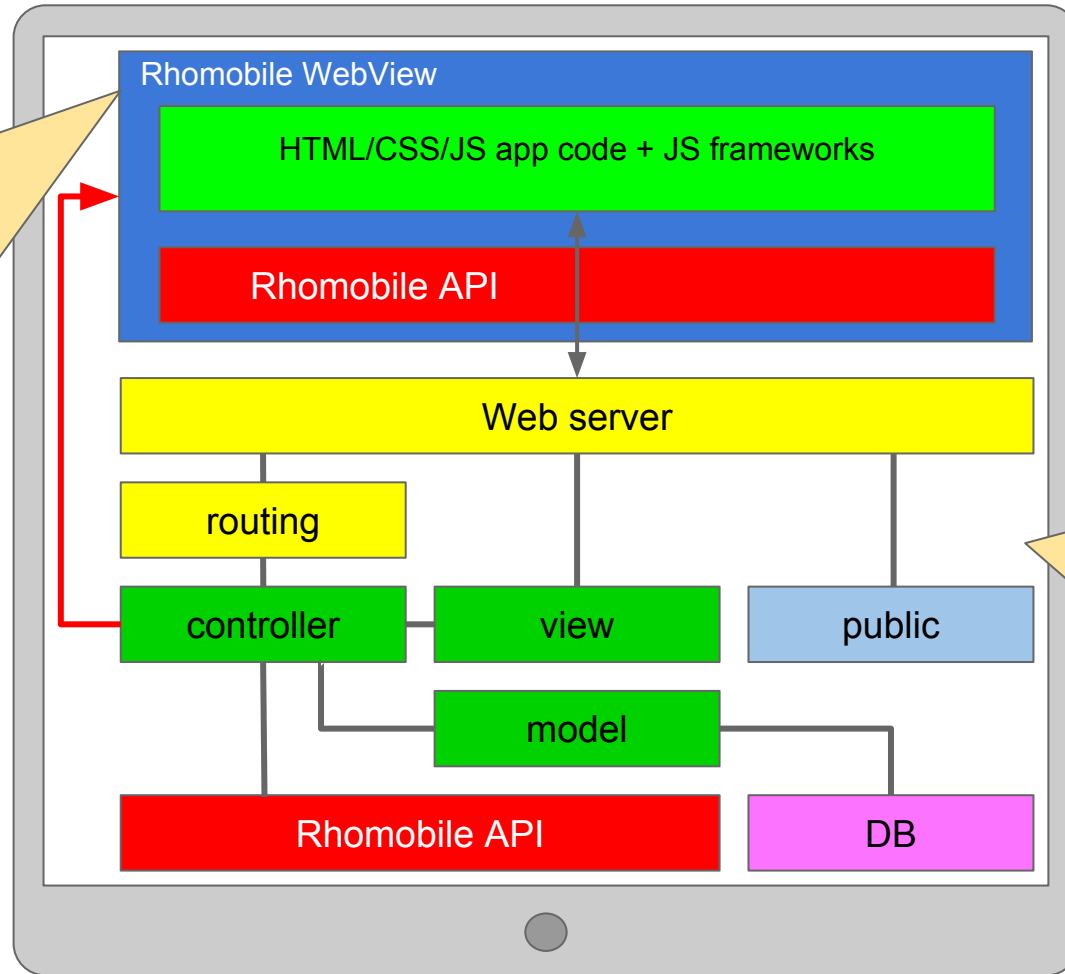 Rhomobile WebView
HTML/CSS/JS app code + JS frameworks
Rhomobile API
Web server
routing
controller
view
public
model
Rhomobile API
DB